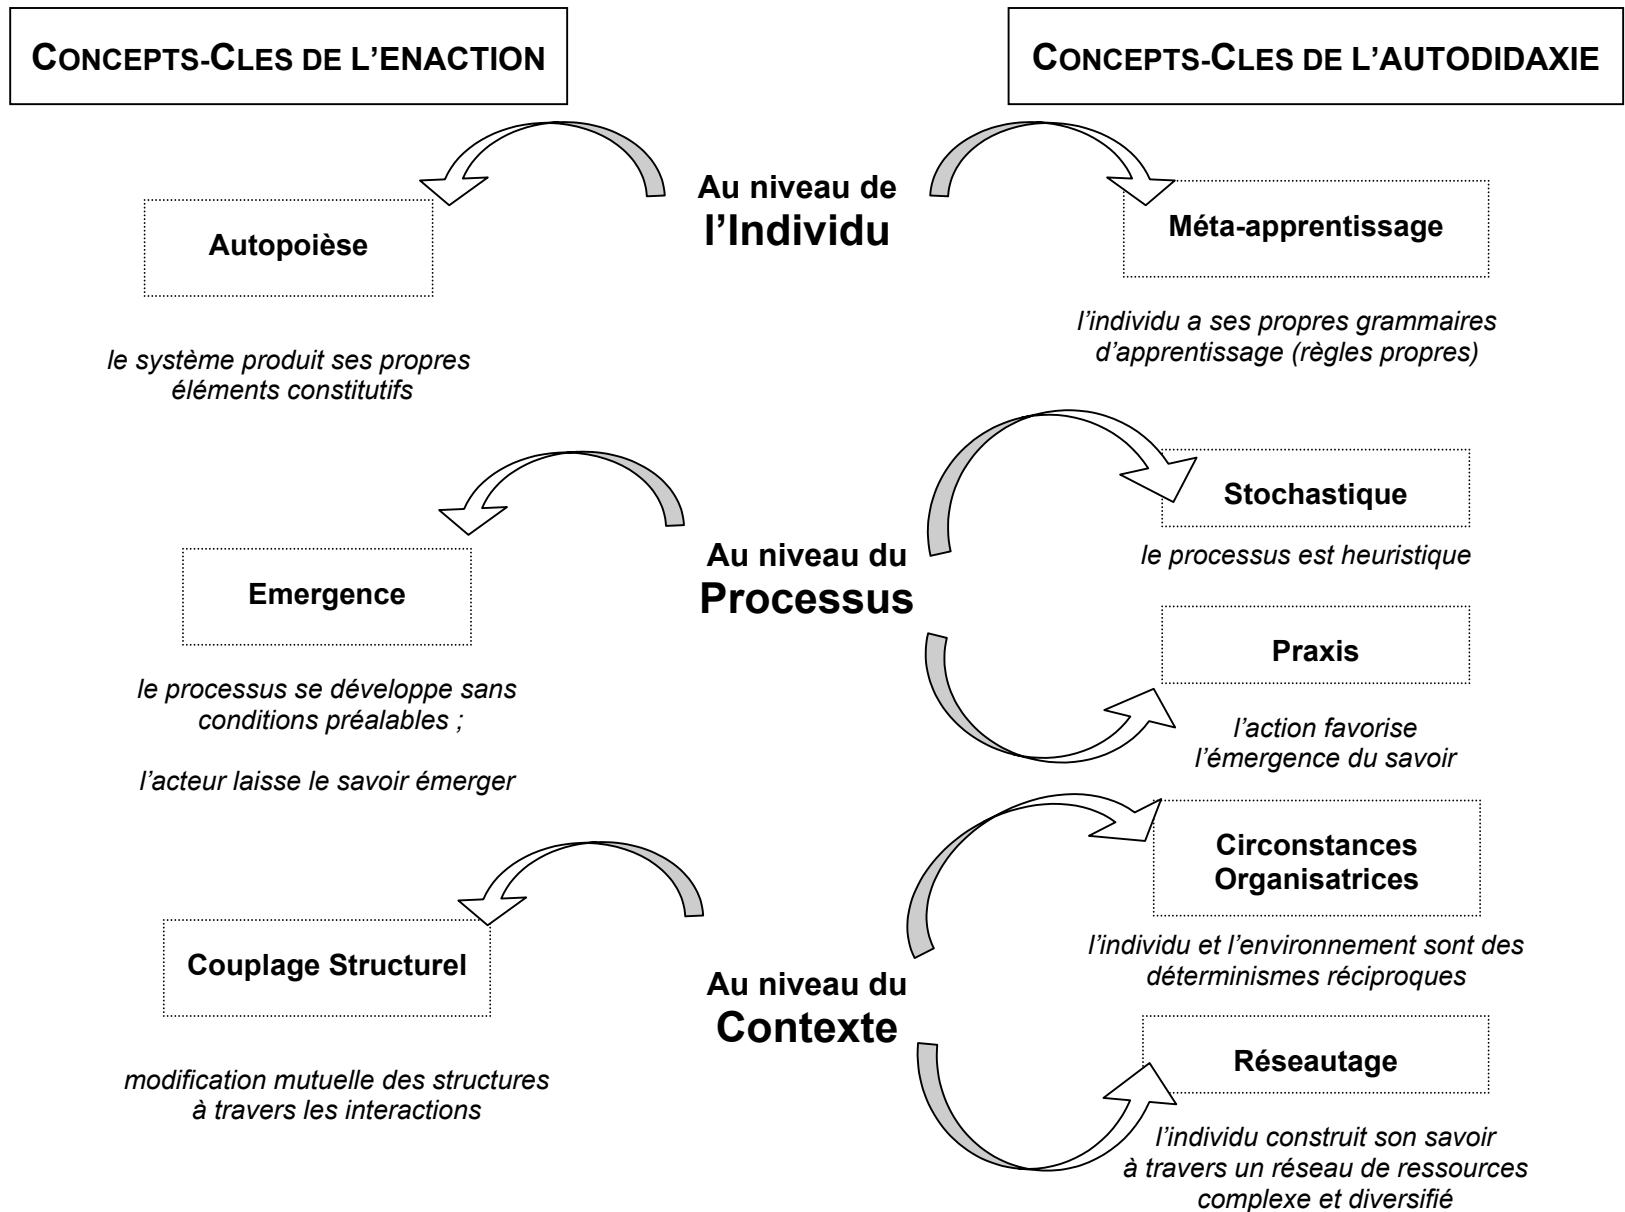 CONCEPTS-CLES DE L'ENACTION
CONCEPTS-CLES DE L'AUTODIDAXIE
Au niveau de
l'Individu
Autopoièse
le système produit ses propres
éléments constitutifs
Méta-apprentissage
l'individu a ses propres grammaires
d'apprentissage (règles propres)
Au niveau du
Processus
Emergence
le processus se développe sans
conditions préalables ;
l'acteur laisse le savoir émerger
Stochastique
le processus est heuristique
Praxis
l'action favorise
l'émergence du savoir
Au niveau du
Contexte
Couplage Structurel
modification mutuelle des structures
à travers les interactions
Circonstances
Organisatrices
l'individu et l'environnement sont des
déterminismes réciproques
Réseautage
l'individu construit son savoir
à travers un réseau de ressources
complexe et diversifié